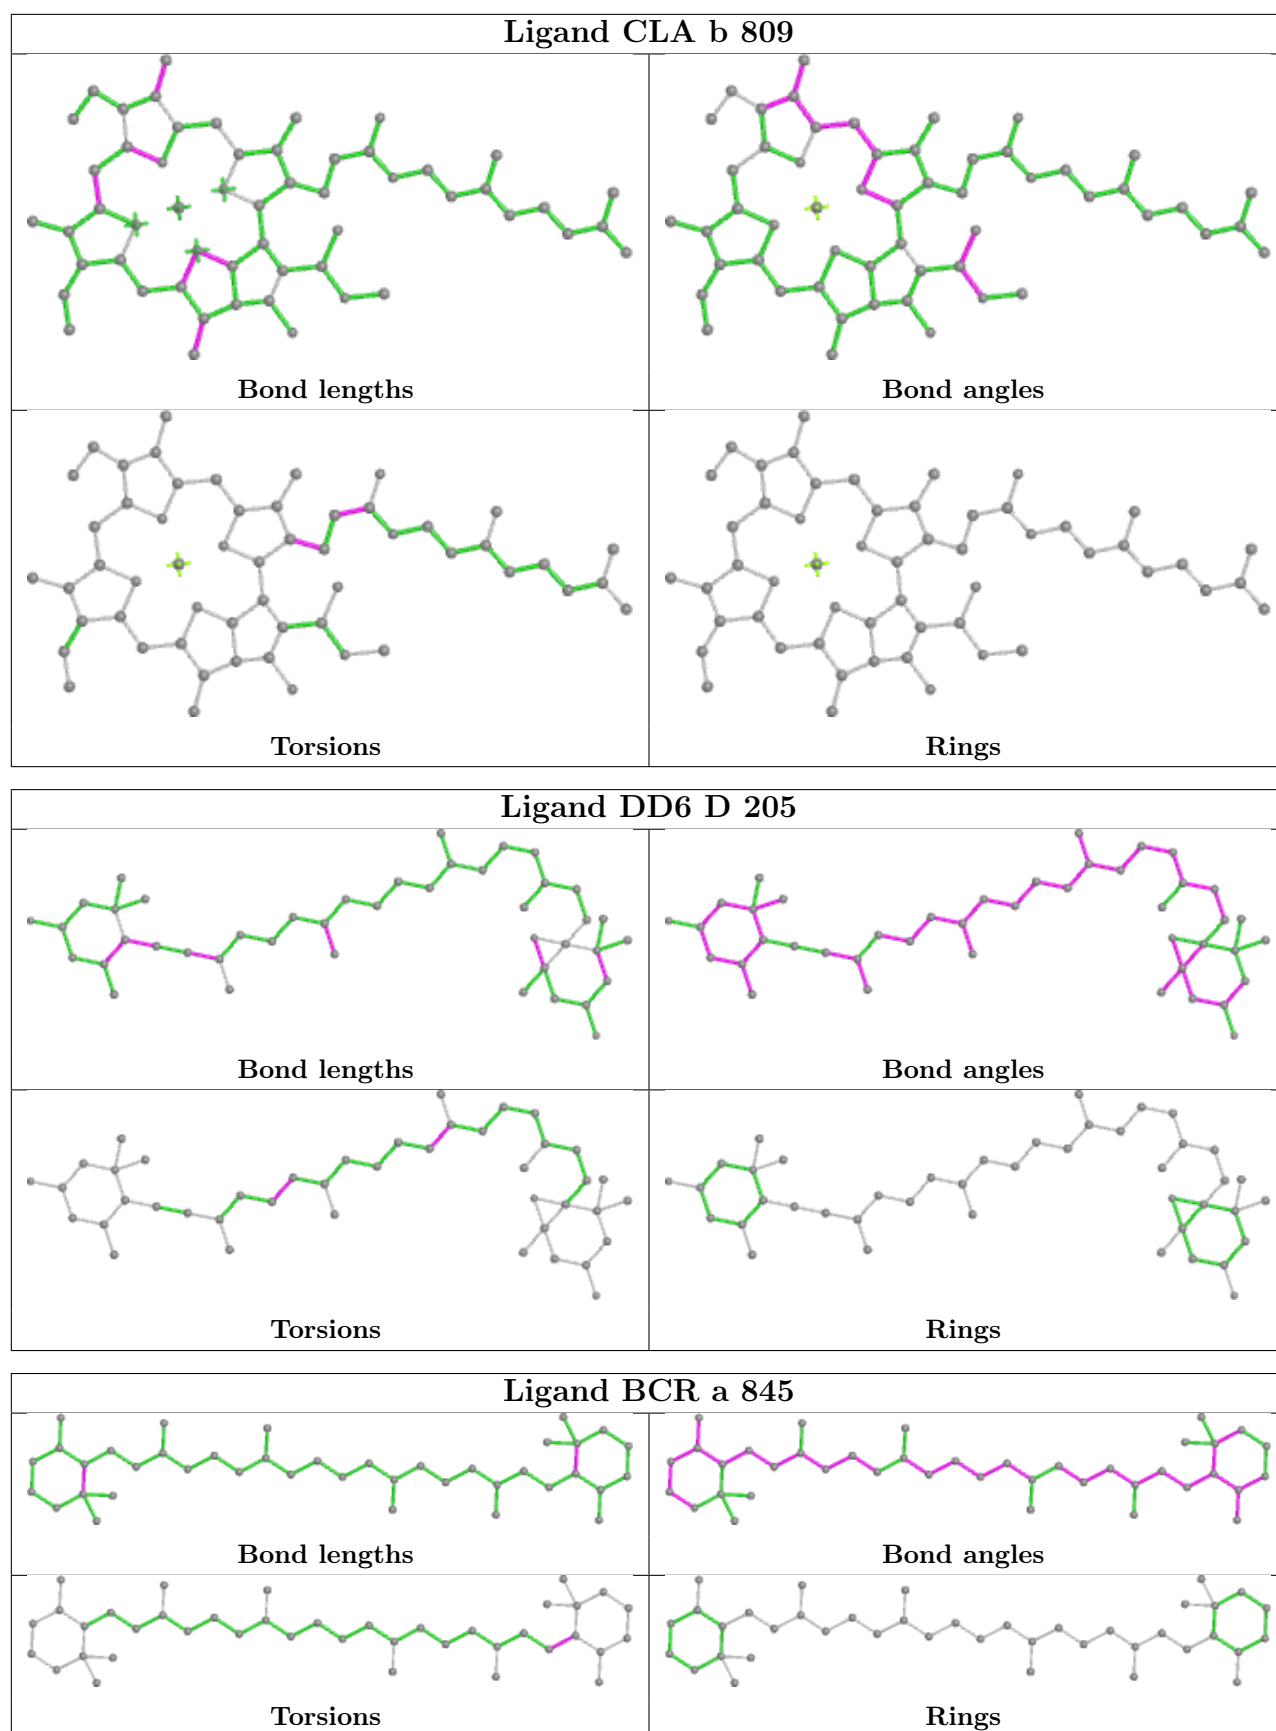 Ligand CLA b 809
Bond lengths
Bond angles
Torsions
Rings
Ligand DD6 D 205
Bond lengths
Bond angles
Torsions
Rings
Ligand BCR a 845
Bond lengths
Bond angles
Torsions
Rings